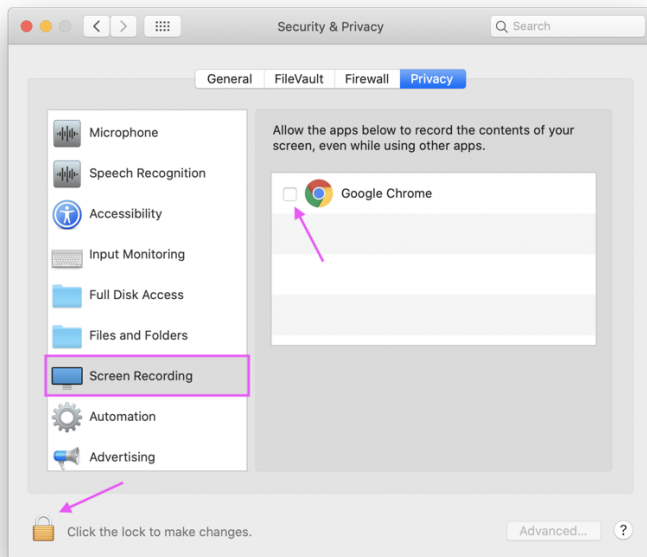 Security & Privacy
Search
General
FileVault
Firewall
Privacy
Microphone
Speech Recognition
Accessibility
Input Monitoring
Full Disk Access
Files and Folders
Screen Recording
Automation
Advertising
Allow the apps below to record the contents of your
screen, even while using other apps.
Google Chrome
Click the lock to make changes.
Advanced...
?